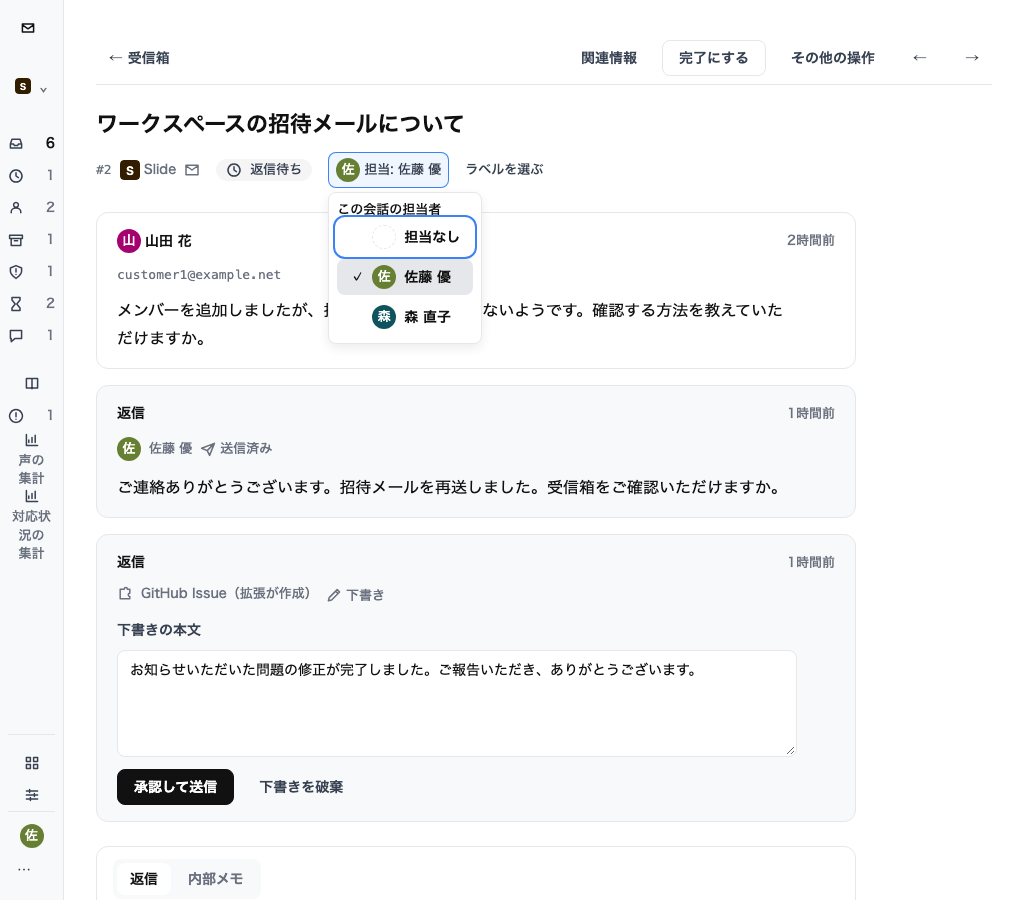 ← 受信箱
関連情報
完了にする
その他の操作
←
→
S
6
1
2
1
1
2
1
1
声の
集計
対応状
況の
集計
佐
…
ワークスペースの招待メールについて
#2 S Slide 返信待ち 佐 担当: 佐藤 優 ラベルを選ぶ
この会話の担当者
担当なし
✓ 佐 佐藤 優
森 森 直子
山 山田 花
2時間前
customer1@example.net
メンバーを追加しましたが、
ないようです。確認する方法を教えていた
だけますか。
返信
1時間前
佐 佐藤 優 送信済み
ご連絡ありがとうございます。招待メールを再送しました。受信箱をご確認いただけますか。
返信
1時間前
GitHub Issue（拡張が作成） 下書き
下書きの本文
お知らせいただいた問題の修正が完了しました。ご報告いただき、ありがとうございます。
承認して送信
下書きを破棄
返信
内部メモ